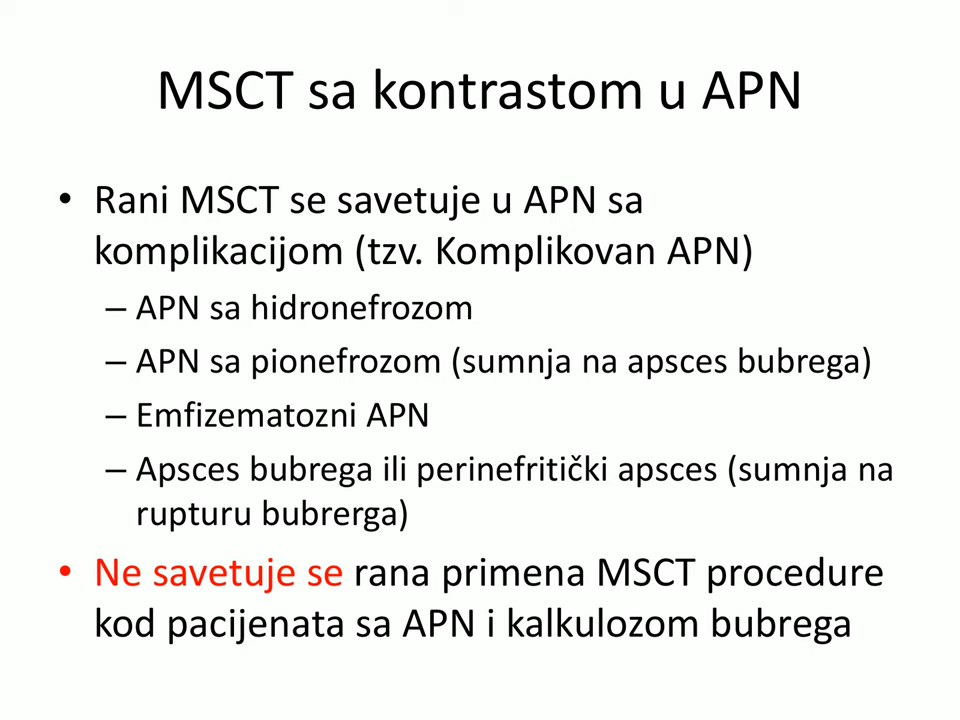 MSCT sa kontrastom u APN
• Rani MSCT se savetuje u APN sa
komplikacijom (tzv. Komplikovan APN)
– APN sa hidronefrozom
– APN sa pionefrozom (sumnja na apsces bubrega)
– Emfizematozni APN
– Apsces bubrega ili perinefritički apsces (sumnja na
rupturu bubrerga)
• Ne savetuje se rana primena MSCT procedure
kod pacijenata sa APN i kalkulozom bubrega